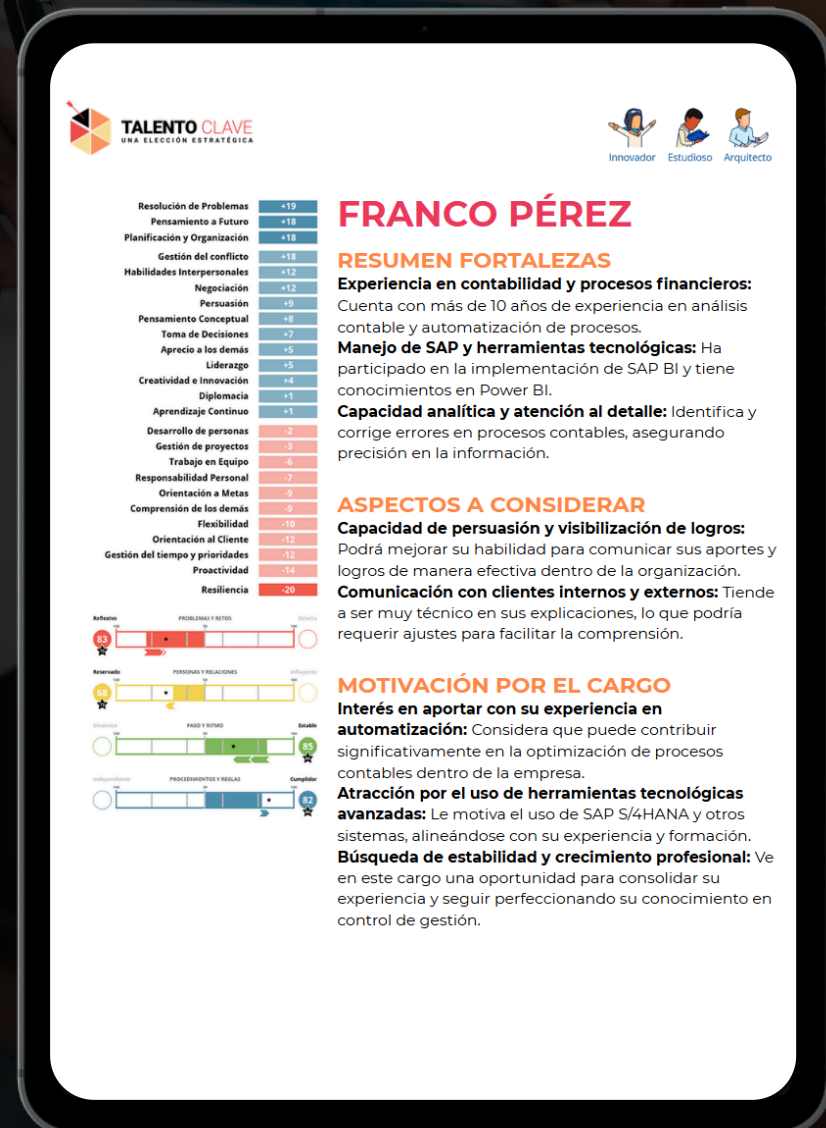 TALENTO CLAVE
UNA ELECCIÓN ESTRATÉGICA
Innovador Estudioso Arquitecto
Resolución de Problemas +19
Pensamiento a Futuro +18
Planificación y Organización +18
Gestión del conflicto +18
Habilidades Interpersonales +12
Negociación +12
Persuasión +9
Pensamiento Conceptual +8
Toma de Decisiones +7
Aprecio a los demás +5
Liderazgo +5
Creatividad e Innovación +4
Diplomacia +1
Aprendizaje Continuo +1
Desarrollo de personas -2
Gestión de proyectos -3
Trabajo en Equipo -6
Responsabilidad Personal -7
Orientación a Metas -9
Comprensión de los demás -9
Flexibilidad -10
Orientación al Cliente -12
Gestión del tiempo y prioridades -12
Proactividad -14
Resiliencia -20
Reflexivo PROBLEMAS Y RETOS Directo
83
Reservado PERSONAS Y RELACIONES Influyente
68
Dinámico PASO Y RITMO Estable
85
Independiente PROCEDIMIENTOS Y REGLAS Cumplidor
82
FRANCO PÉREZ
RESUMEN FORTALEZAS
Experiencia en contabilidad y procesos financieros:
Cuenta con más de 10 años de experiencia en análisis
contable y automatización de procesos.
Manejo de SAP y herramientas tecnológicas: Ha
participado en la implementación de SAP BI y tiene
conocimientos en Power BI.
Capacidad analítica y atención al detalle: Identifica y
corrige errores en procesos contables, asegurando
precisión en la información.
ASPECTOS A CONSIDERAR
Capacidad de persuasión y visibilización de logros:
Podrá mejorar su habilidad para comunicar sus aportes y
logros de manera efectiva dentro de la organización.
Comunicación con clientes internos y externos: Tiende
a ser muy técnico en sus explicaciones, lo que podría
requerir ajustes para facilitar la comprensión.
MOTIVACIÓN POR EL CARGO
Interés en aportar con su experiencia en
automatización: Considera que puede contribuir
significativamente en la optimización de procesos
contables dentro de la empresa.
Atracción por el uso de herramientas tecnológicas
avanzadas: Le motiva el uso de SAP S/4HANA y otros
sistemas, alineándose con su experiencia y formación.
Búsqueda de estabilidad y crecimiento profesional: Ve
en este cargo una oportunidad para consolidar su
experiencia y seguir perfeccionando su conocimiento en
control de gestión.